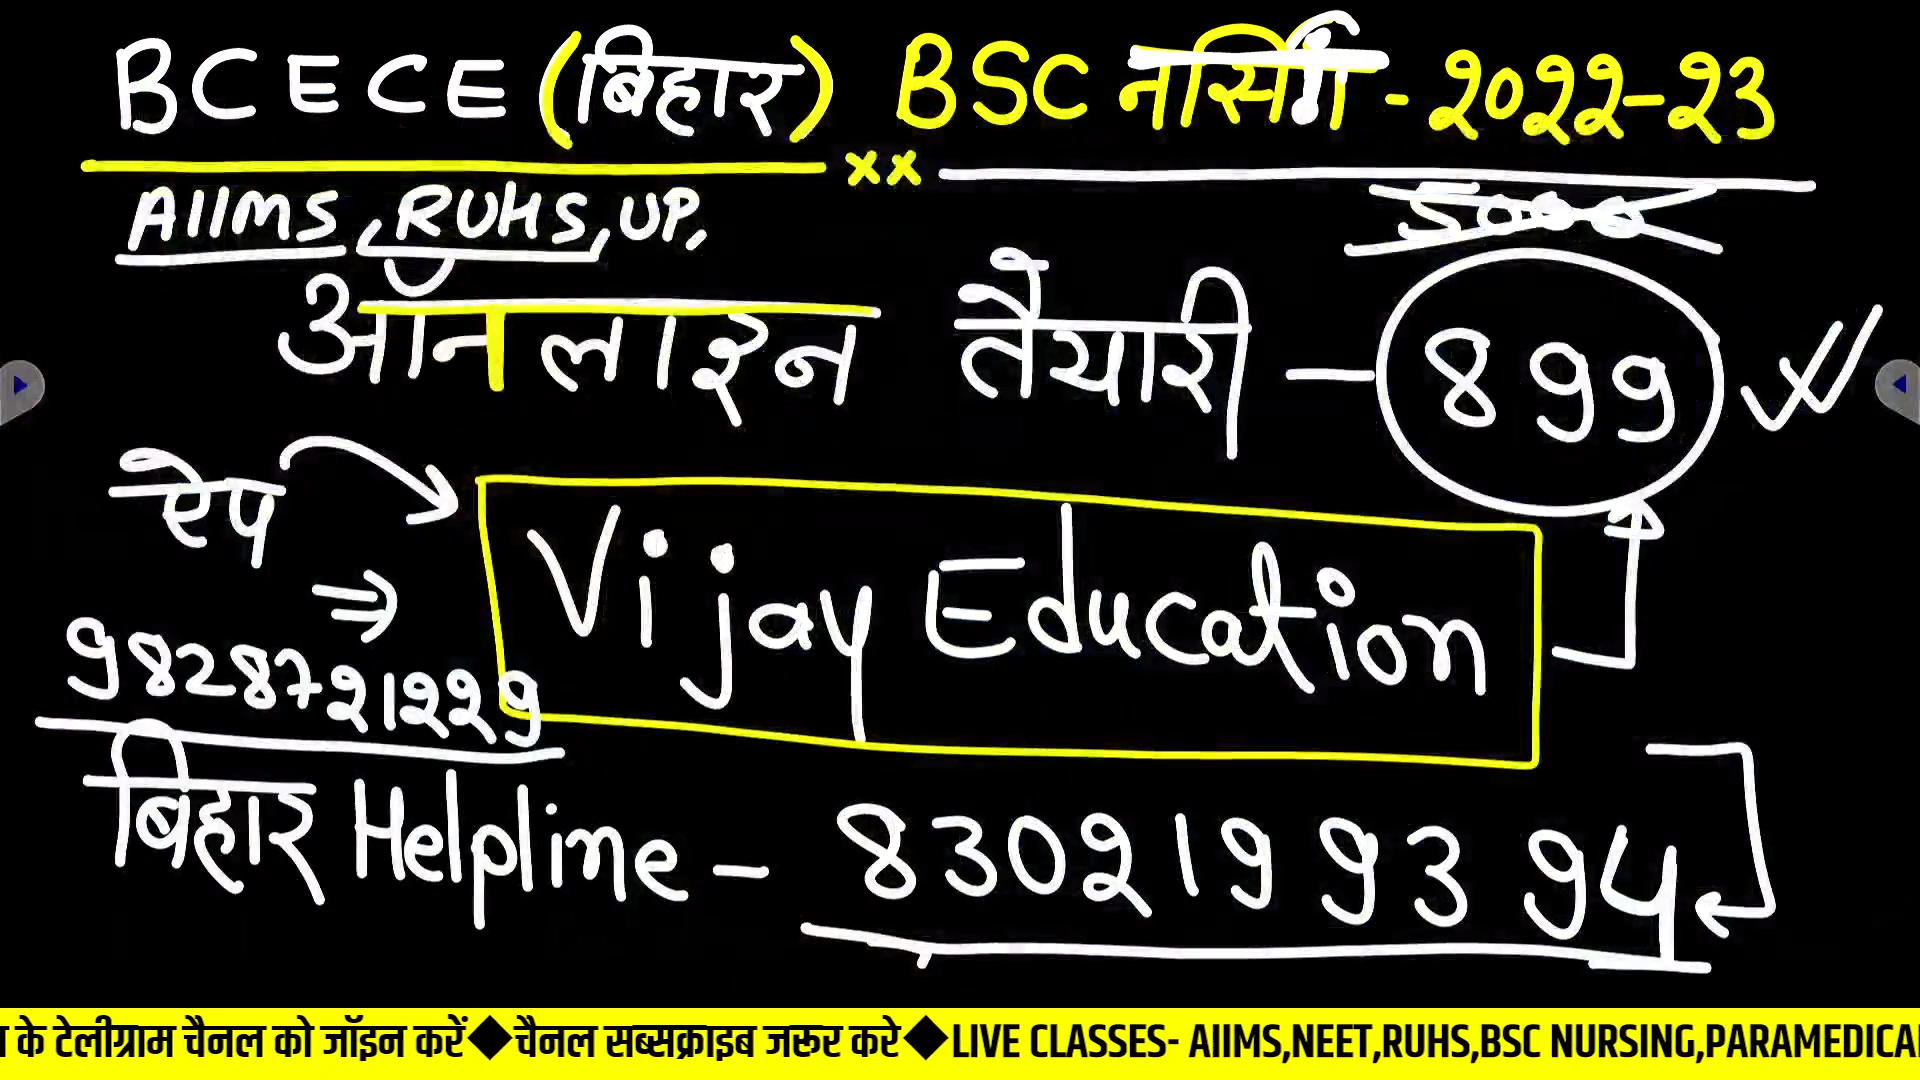 BCECE (बिहार) BSC नर्सिंग - 2022-23
xx
AIIMS, RUHS, UP,
5000
ऑनलाइन तैयारी - 899
ऐप
Vijay Education
⇒
9828721229
बिहार Helpline - 8302199394
के टेलीग्राम चैनल को जॉइन करें◆चैनल सब्सक्राइब जरूर करे◆LIVE CLASSES- AIIMS,NEET,RUHS,BSC NURSING,PARAMEDICA